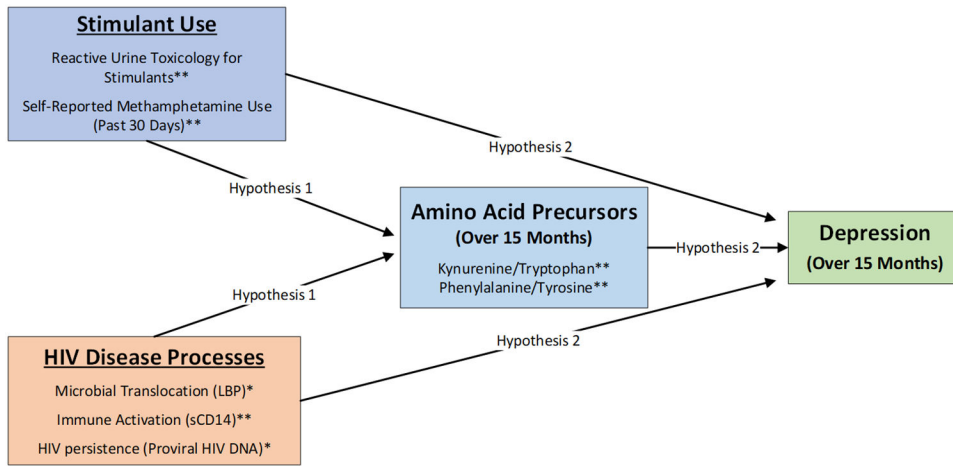 Stimulant Use
Reactive Urine Toxicology for
Stimulants**
Self-Reported Methamphetamine Use
(Past 30 Days)**
Hypothesis 2
Hypothesis 1
Amino Acid Precursors
(Over 15 Months)
Kynurenine/Tryptophan**
Phenylalanine/Tyrosine**
Hypothesis 2
Depression
(Over 15 Months)
Hypothesis 1
Hypothesis 2
HIV Disease Processes
Microbial Translocation (LBP)*
Immune Activation (sCD14)**
HIV persistence (Proviral HIV DNA)*